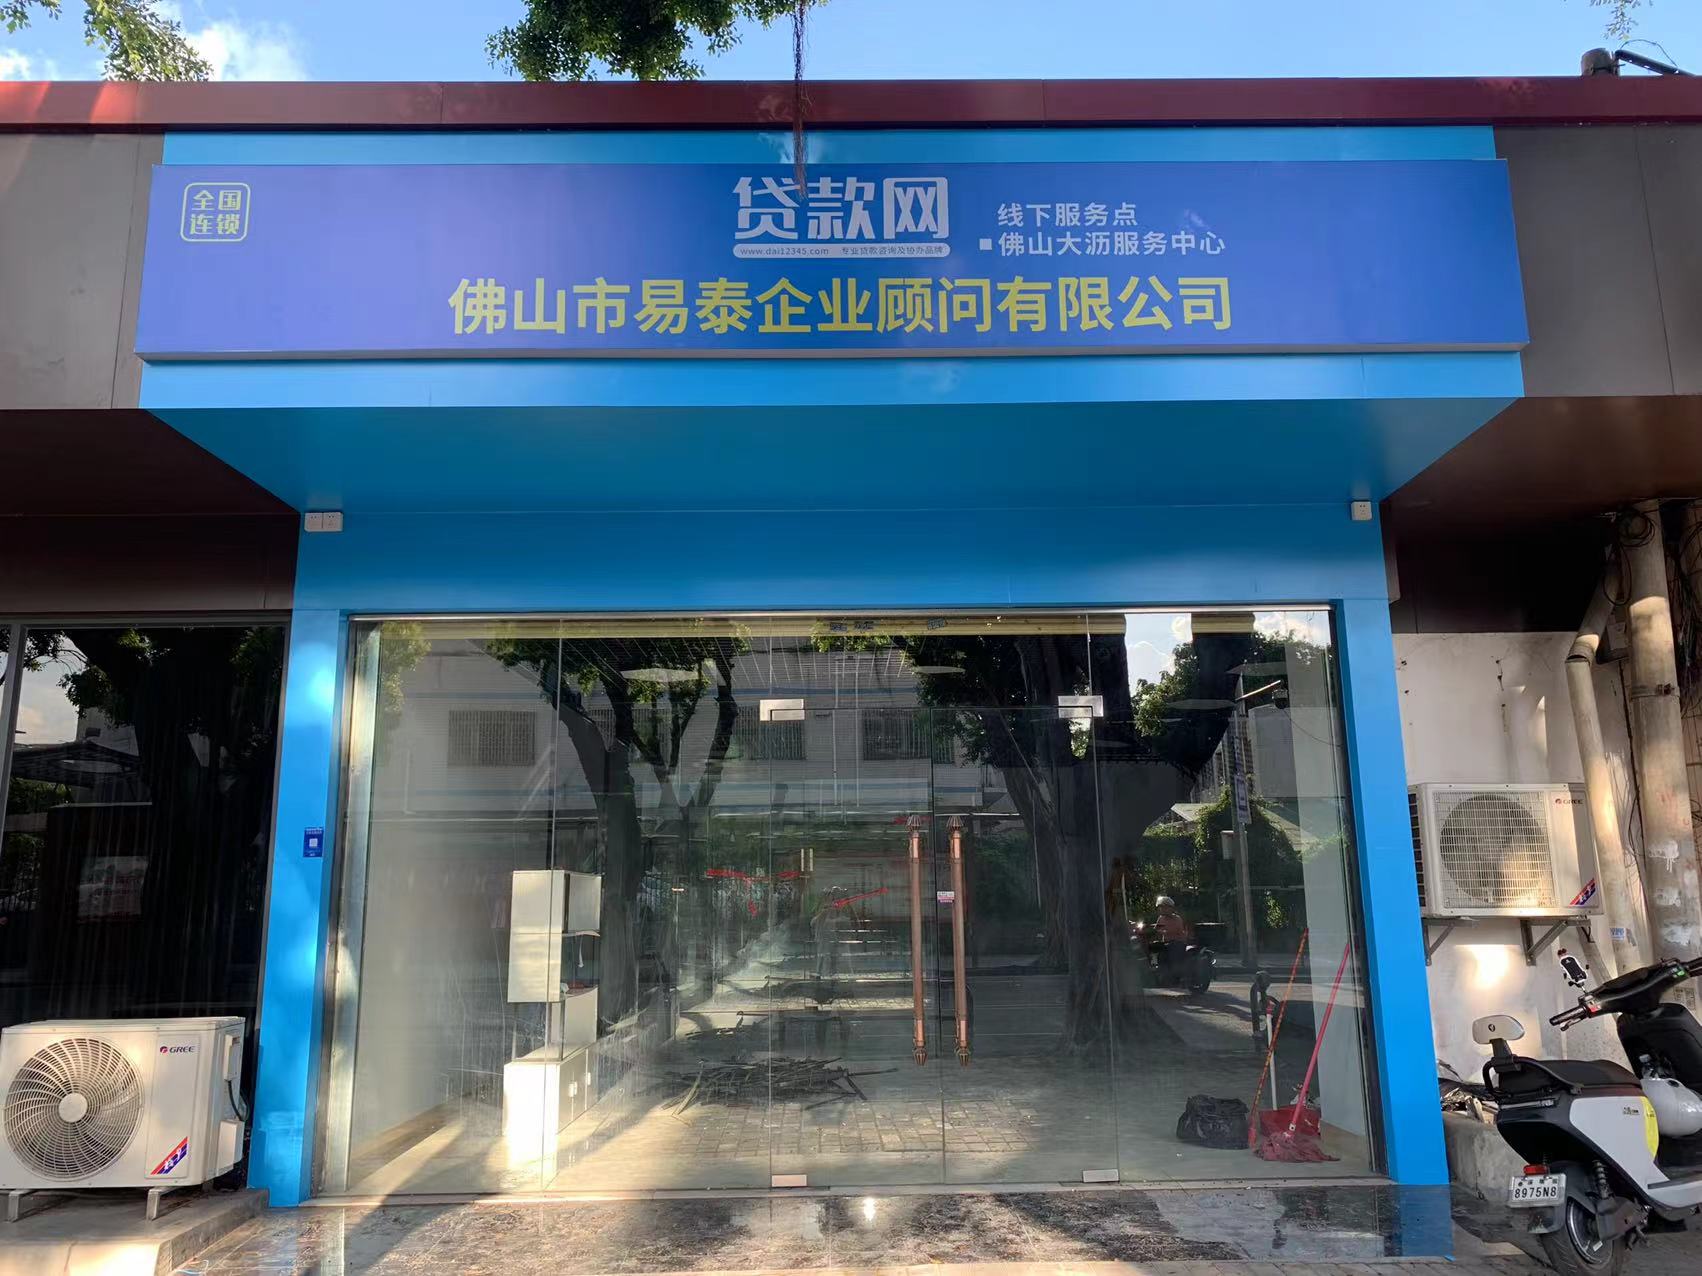 全国
连锁
贷款网
www.dai12345.com 专业贷款咨询及协办品牌
线下服务点
佛山大沥服务中心
佛山市易泰企业顾问有限公司
GREE
GREE
8975N8